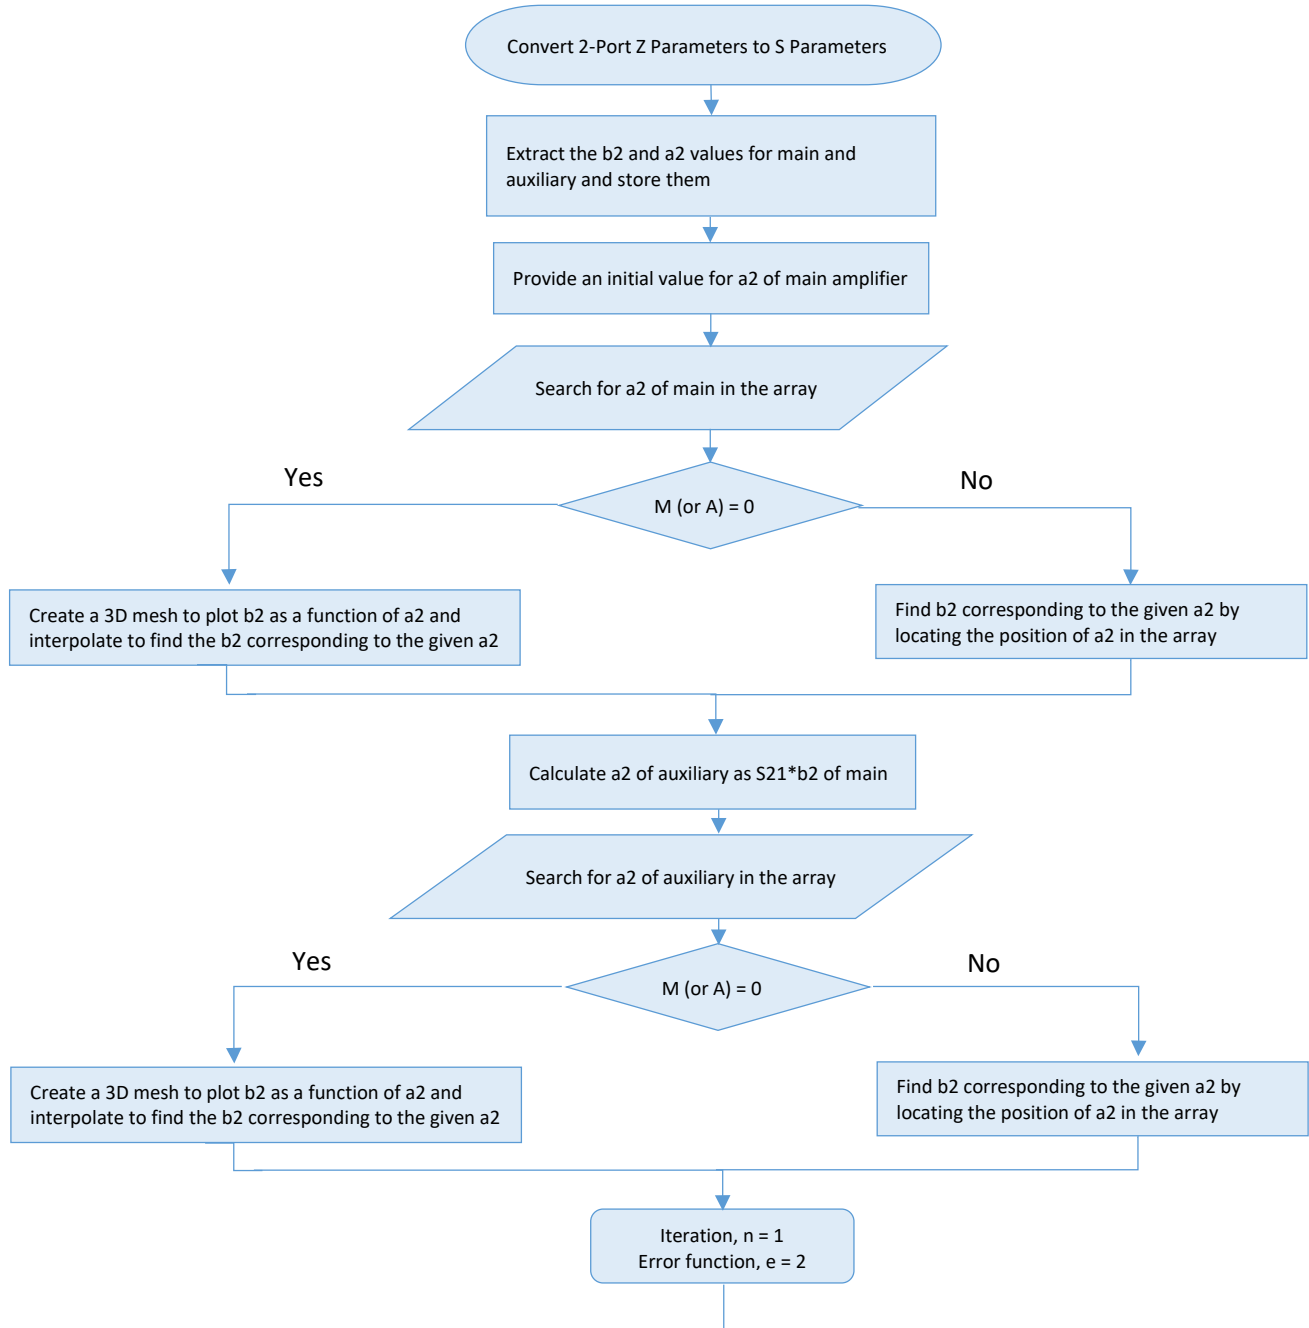 Convert 2-Port Z Parameters to S Parameters
Extract the b2 and a2 values for main and
auxiliary and store them
Provide an initial value for a2 of main amplifier
Search for a2 of main in the array
Yes
No
M (or A) = 0
Create a 3D mesh to plot b2 as a function of a2 and
interpolate to find the b2 corresponding to the given a2
Find b2 corresponding to the given a2 by
locating the position of a2 in the array
Calculate a2 of auxiliary as S21*b2 of main
Search for a2 of auxiliary in the array
Yes
No
M (or A) = 0
Create a 3D mesh to plot b2 as a function of a2 and
interpolate to find the b2 corresponding to the given a2
Find b2 corresponding to the given a2 by
locating the position of a2 in the array
Iteration, n = 1
Error function, e = 2